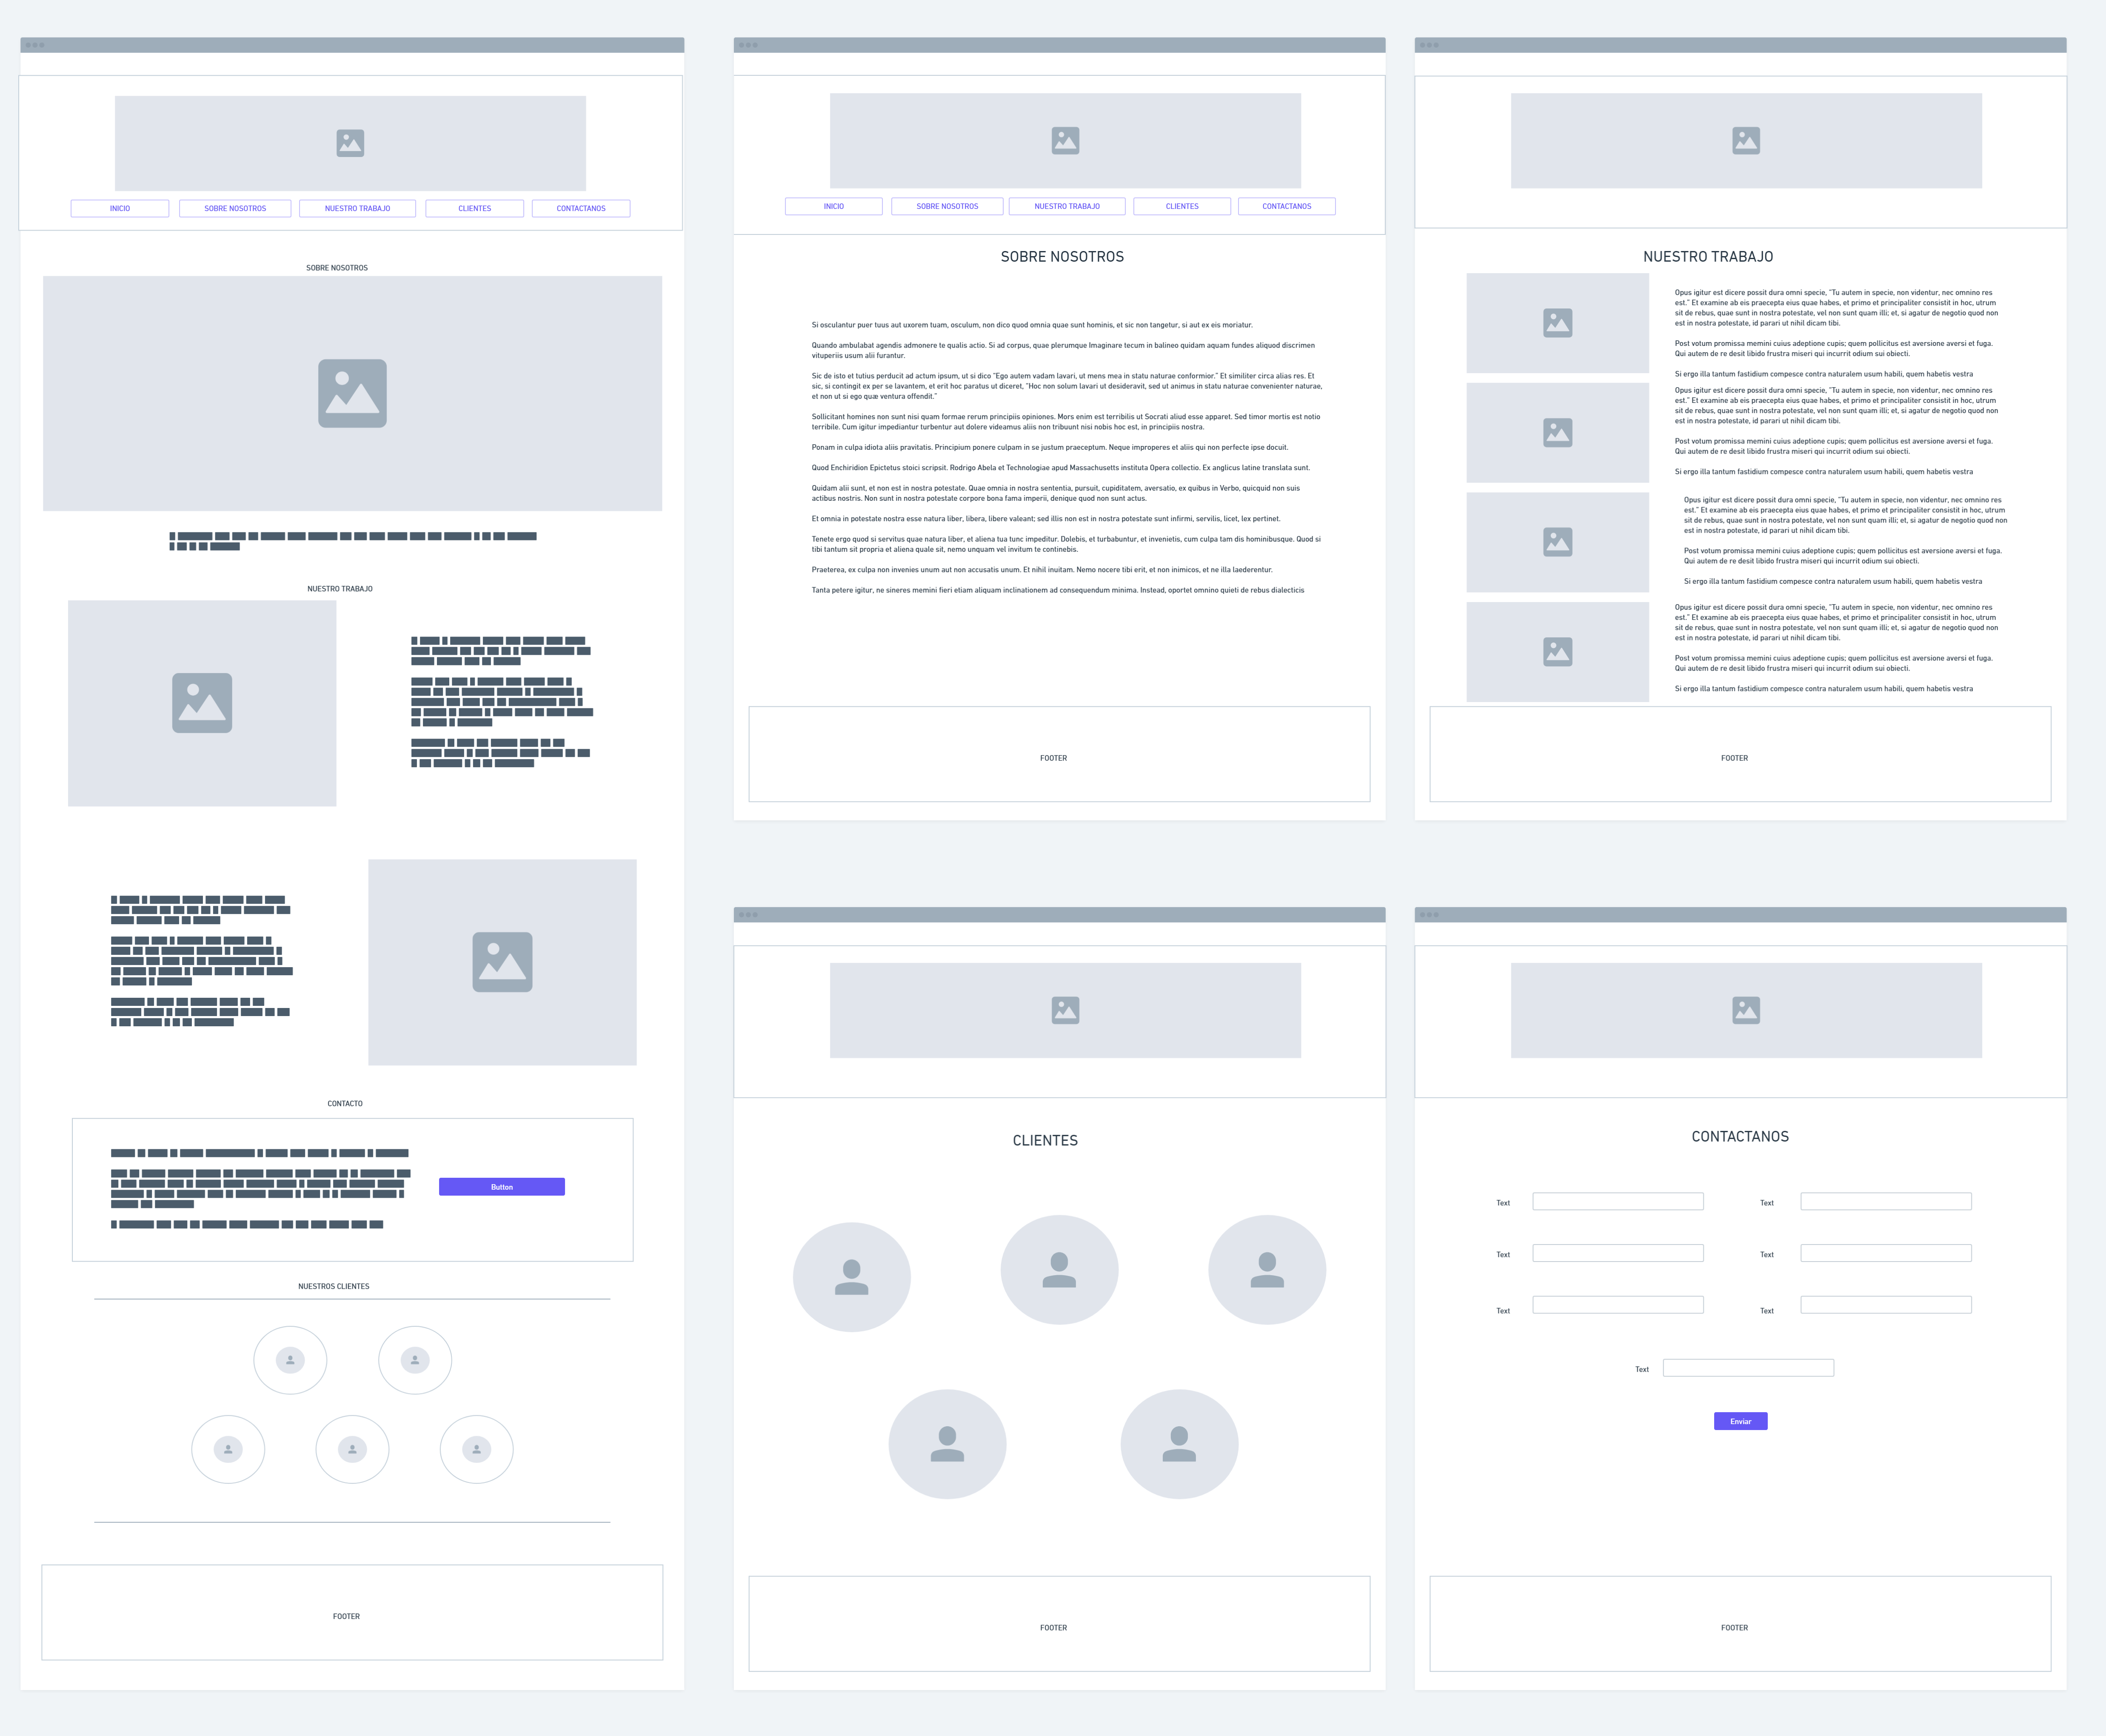 INICIO
SOBRE NOSOTROS
NUESTRO TRABAJO
CLIENTES
CONTACTANOS
SOBRE NOSOTROS
NUESTRO TRABAJO
CONTACTO
Button
NUESTROS CLIENTES
FOOTER
INICIO
SOBRE NOSOTROS
NUESTRO TRABAJO
CLIENTES
CONTACTANOS
SOBRE NOSOTROS
Si osculantur puer tuus aut uxorem tuam, osculum, non dico quod omnia quae sunt hominis, et sic non tangetur, si aut ex eis moriatur.
Quando ambulabat agendis admonere te qualis actio. Si ad corpus, quae plerumque Imaginare tecum in balineo quidam aquam fundes aliquod discrimen
vituperiis usum alii furantur.
Sic de isto et tutius perducit ad actum ipsum, ut si dico "Ego autem vadam lavari, ut mens mea in statu naturae conformior." Et similiter circa alias res. Et
sic, si contingit ex per se lavantem, et erit hoc paratus ut diceret, "Hoc non solum lavari ut desideravit, sed ut animus in statu naturae convenienter naturae,
et non ut si ego quæ ventura offendit."
Sollicitant homines non sunt nisi quam formae rerum principiis opiniones. Mors enim est terribilis ut Socrati aliud esse apparet. Sed timor mortis est notio
terribile. Cum igitur impediantur turbentur aut dolere videamus aliis non tribuunt nisi nobis hoc est, in principiis nostra.
Ponam in culpa idiota aliis pravitatis. Principium ponere culpam in se justum praeceptum. Neque improperes et aliis qui non perfecte ipse docuit.
Quod Enchiridion Epictetus stoici scripsit. Rodrigo Abela et Technologiae apud Massachusetts instituta Opera collectio. Ex anglicus latine translata sunt.
Quidam alii sunt, et non est in nostra potestate. Quae omnia in nostra sententia, pursuit, cupiditatem, aversatio, ex quibus in Verbo, quicquid non suis
actibus nostris. Non sunt in nostra potestate corpore bona fama imperii, denique quod non sunt actus.
Et omnia in potestate nostra esse natura liber, libera, libere valeant; sed illis non est in nostra potestate sunt infirmi, servilis, licet, lex pertinet.
Tenete ergo quod si servitus quae natura liber, et aliena tua tunc impeditur. Dolebis, et turbabuntur, et invenietis, cum culpa tam dis hominibusque. Quod si
tibi tantum sit propria et aliena quale sit, nemo unquam vel invitum te continebis.
Praeterea, ex culpa non invenies unum aut non accusatis unum. Et nihil inuitam. Nemo nocere tibi erit, et non inimicos, et ne illa laederentur.
Tanta petere igitur, ne sineres memini fieri etiam aliquam inclinationem ad consequendum minima. Instead, oportet omnino quieti de rebus dialecticis
FOOTER
NUESTRO TRABAJO
Opus igitur est dicere possit dura omni specie, "Tu autem in specie, non videntur, nec omnino res
est." Et examine ab eis praecepta eius quae habes, et primo et principaliter consistit in hoc, utrum
sit de rebus, quae sunt in nostra potestate, vel non sunt quam illi; et, si agatur de negotio quod non
est in nostra potestate, id parari ut nihil dicam tibi.
Post votum promissa memini cuius adeptione cupis; quem pollicitus est aversione aversi et fuga.
Qui autem de re desit libido frustra miseri qui incurrit odium sui obiecti.
Si ergo illa tantum fastidium compesce contra naturalem usum habili, quem habetis vestra
Opus igitur est dicere possit dura omni specie, "Tu autem in specie, non videntur, nec omnino res
est." Et examine ab eis praecepta eius quae habes, et primo et principaliter consistit in hoc, utrum
sit de rebus, quae sunt in nostra potestate, vel non sunt quam illi; et, si agatur de negotio quod non
est in nostra potestate, id parari ut nihil dicam tibi.
Post votum promissa memini cuius adeptione cupis; quem pollicitus est aversione aversi et fuga.
Qui autem de re desit libido frustra miseri qui incurrit odium sui obiecti.
Si ergo illa tantum fastidium compesce contra naturalem usum habili, quem habetis vestra
Opus igitur est dicere possit dura omni specie, "Tu autem in specie, non videntur, nec omnino res
est." Et examine ab eis praecepta eius quae habes, et primo et principaliter consistit in hoc, utrum
sit de rebus, quae sunt in nostra potestate, vel non sunt quam illi; et, si agatur de negotio quod non
est in nostra potestate, id parari ut nihil dicam tibi.
Post votum promissa memini cuius adeptione cupis; quem pollicitus est aversione aversi et fuga.
Qui autem de re desit libido frustra miseri qui incurrit odium sui obiecti.
Si ergo illa tantum fastidium compesce contra naturalem usum habili, quem habetis vestra
Opus igitur est dicere possit dura omni specie, "Tu autem in specie, non videntur, nec omnino res
est." Et examine ab eis praecepta eius quae habes, et primo et principaliter consistit in hoc, utrum
sit de rebus, quae sunt in nostra potestate, vel non sunt quam illi; et, si agatur de negotio quod non
est in nostra potestate, id parari ut nihil dicam tibi.
Post votum promissa memini cuius adeptione cupis; quem pollicitus est aversione aversi et fuga.
Qui autem de re desit libido frustra miseri qui incurrit odium sui obiecti.
Si ergo illa tantum fastidium compesce contra naturalem usum habili, quem habetis vestra
FOOTER
CLIENTES
FOOTER
CONTACTANOS
Text
Text
Text
Text
Text
Text
Text
Enviar
FOOTER